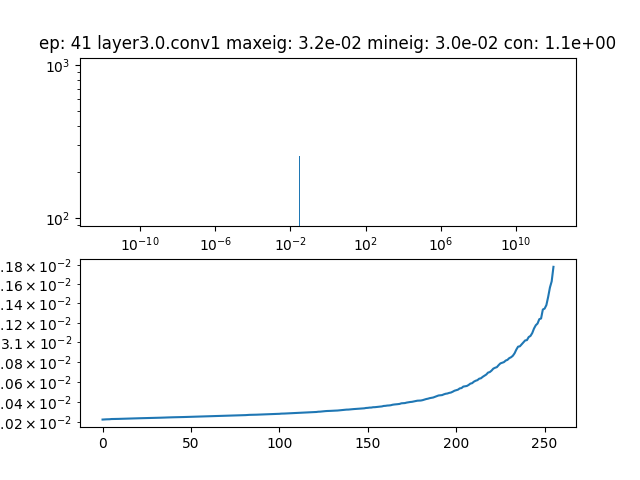 ep: 41 layer3.0.conv1 maxeig: 3.2e-02 mineig: 3.0e-02 con: 1.1e+00
10³
10²
10⁻¹⁰ 10⁻⁶ 10⁻² 10² 10⁶ 10¹⁰
.18 × 10⁻²
.16 × 10⁻²
.14 × 10⁻²
.12 × 10⁻²
3.1 × 10⁻²
.08 × 10⁻²
.06 × 10⁻²
.04 × 10⁻²
.02 × 10⁻²
0 50 100 150 200 250